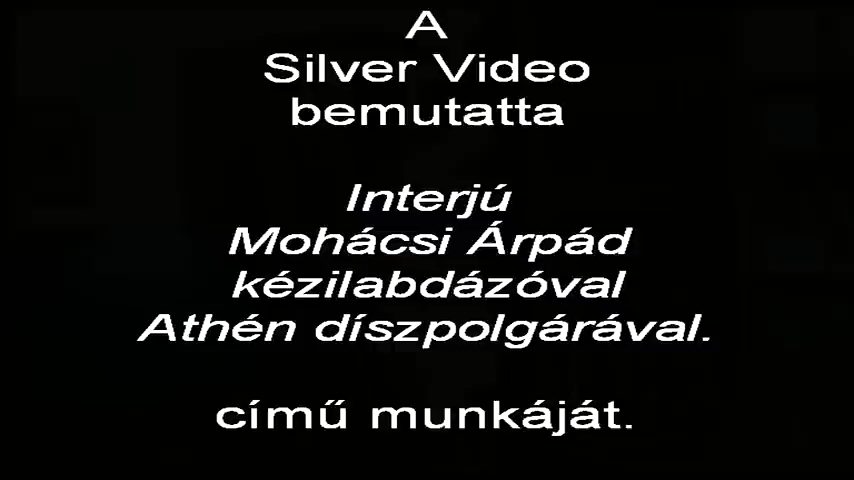 A
Silver Video
bemutatta
Interjú
Mohácsi Árpád
kézilabdázóval
Athén díszpolgárával.
című munkáját.